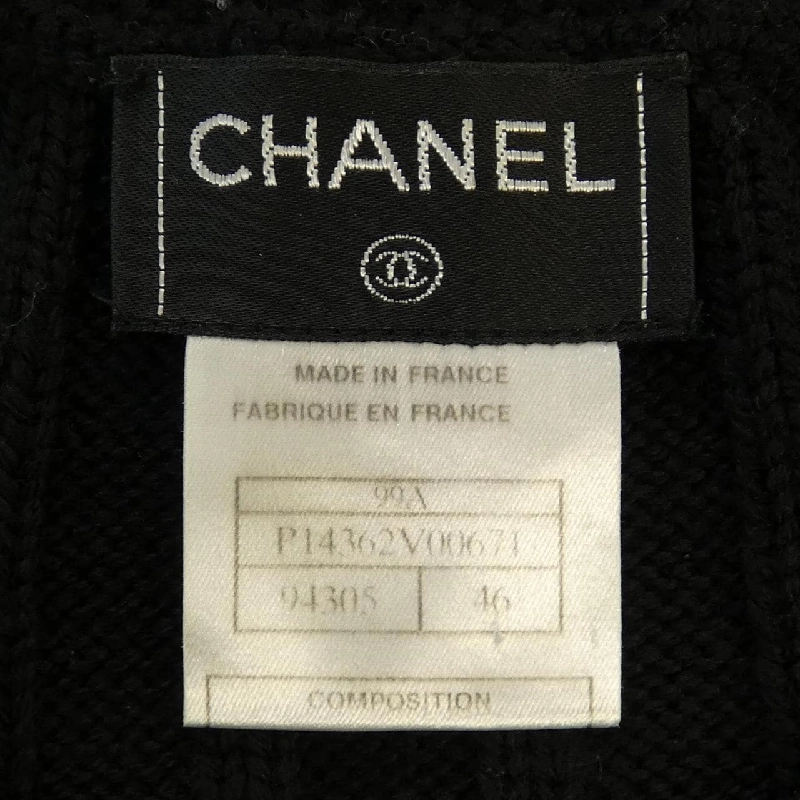 CHANEL
MADE IN FRANCE
FABRIQUE EN FRANCE
99A
P14362V00671
94305 46
COMPOSITION